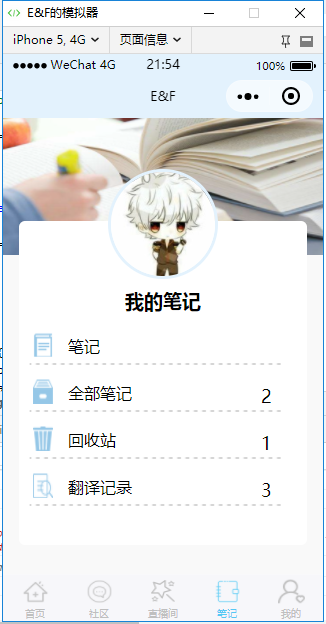 E&F的模拟器
iPhone 5, 4G 页面信息
WeChat 4G 21:54 100%
E&F
我的笔记
笔记
全部笔记 2
回收站 1
翻译记录 3
首页 社区 直播间 笔记 我的